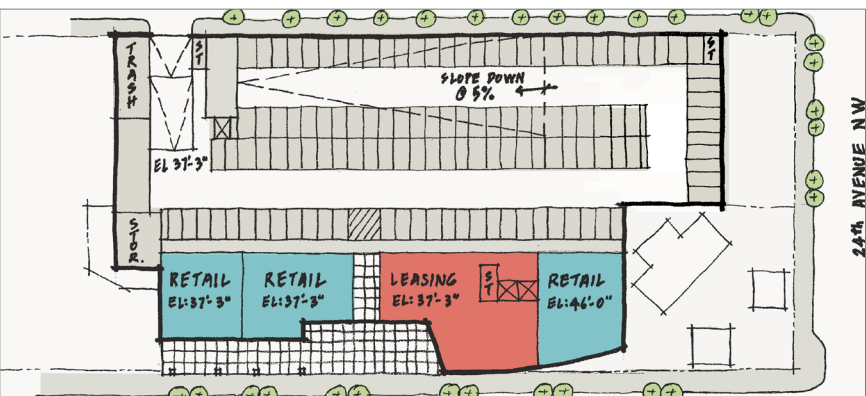 TRASH
ST
ST
SLOPE DOWN
@ 5%
EL 37'-3"
24th AVENUE NW
STOR.
RETAIL
EL:37'-3"
RETAIL
EL:37'-3"
LEASING
EL: 37'-3"
ST
RETAIL
EL:46'-0"